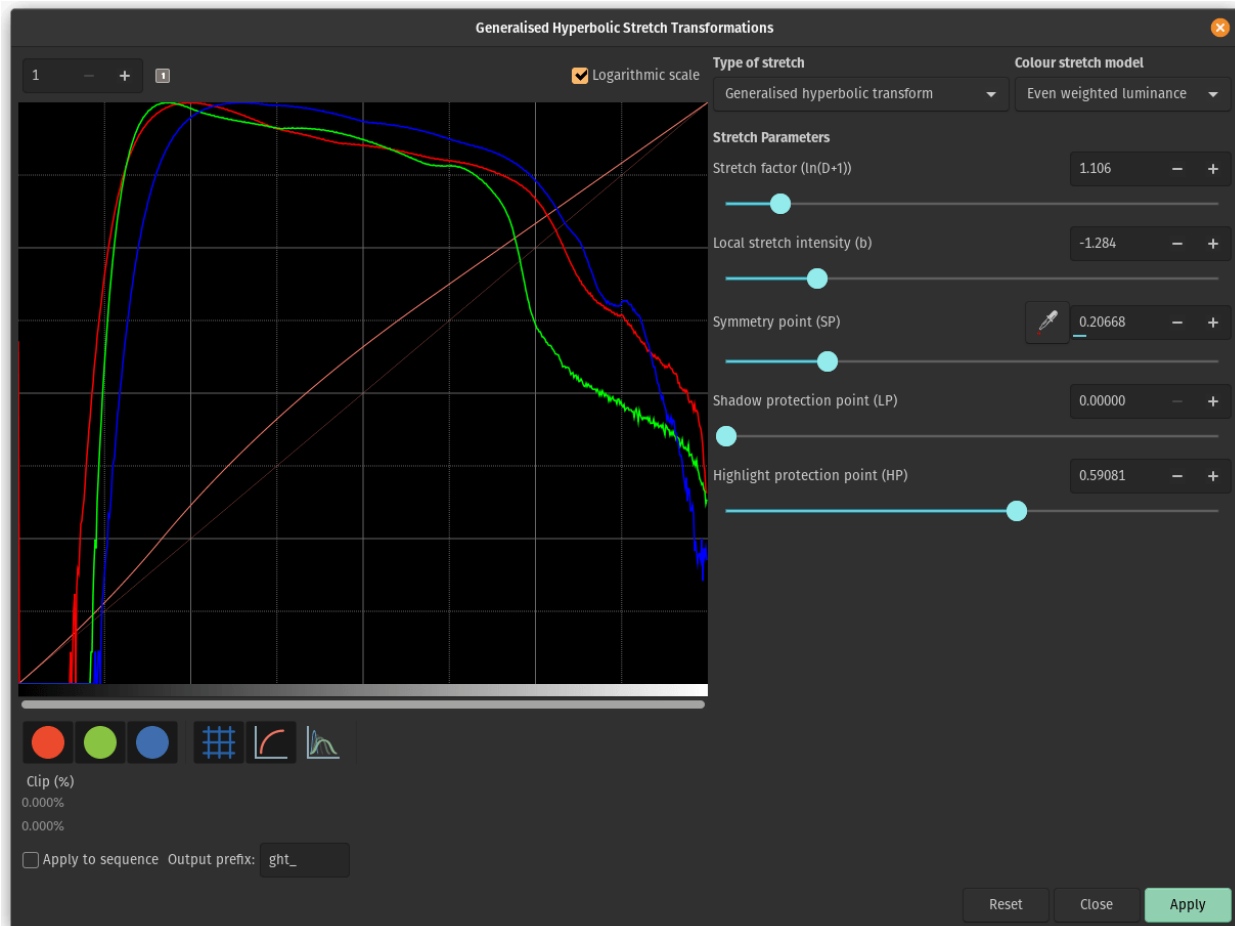 Generalised Hyperbolic Stretch Transformations
1 − +
1
Logarithmic scale
Type of stretch
Colour stretch model
Generalised hyperbolic transform
Even weighted luminance
Stretch Parameters
Stretch factor (ln(D+1))
1.106 − +
Local stretch intensity (b)
-1.284 − +
Symmetry point (SP)
0.20668 − +
Shadow protection point (LP)
0.00000 − +
Highlight protection point (HP)
0.59081 − +
Clip (%)
0.000%
0.000%
Apply to sequence Output prefix: ght_
Reset Close Apply